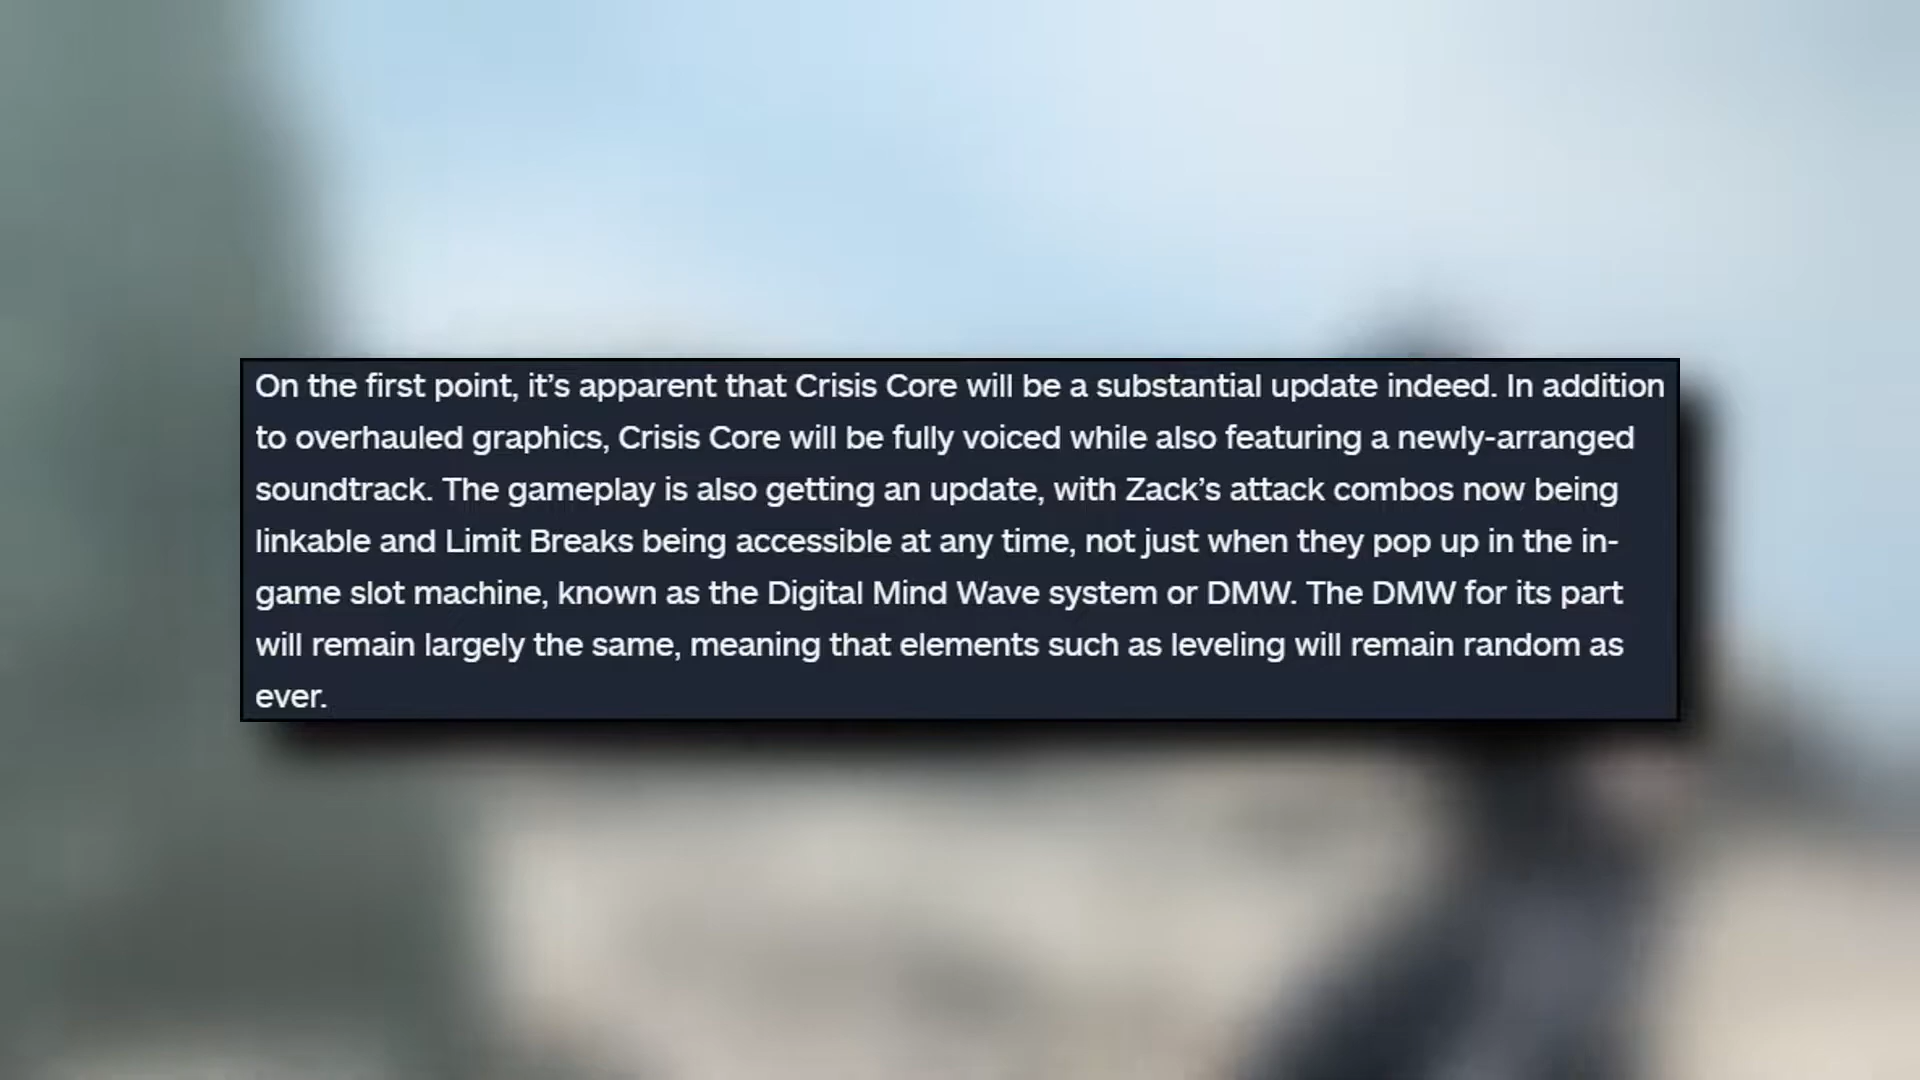 On the first point, it’s apparent that Crisis Core will be a substantial update indeed. In addition
to overhauled graphics, Crisis Core will be fully voiced while also featuring a newly-arranged
soundtrack. The gameplay is also getting an update, with Zack’s attack combos now being
linkable and Limit Breaks being accessible at any time, not just when they pop up in the in-
game slot machine, known as the Digital Mind Wave system or DMW. The DMW for its part
will remain largely the same, meaning that elements such as leveling will remain random as
ever.